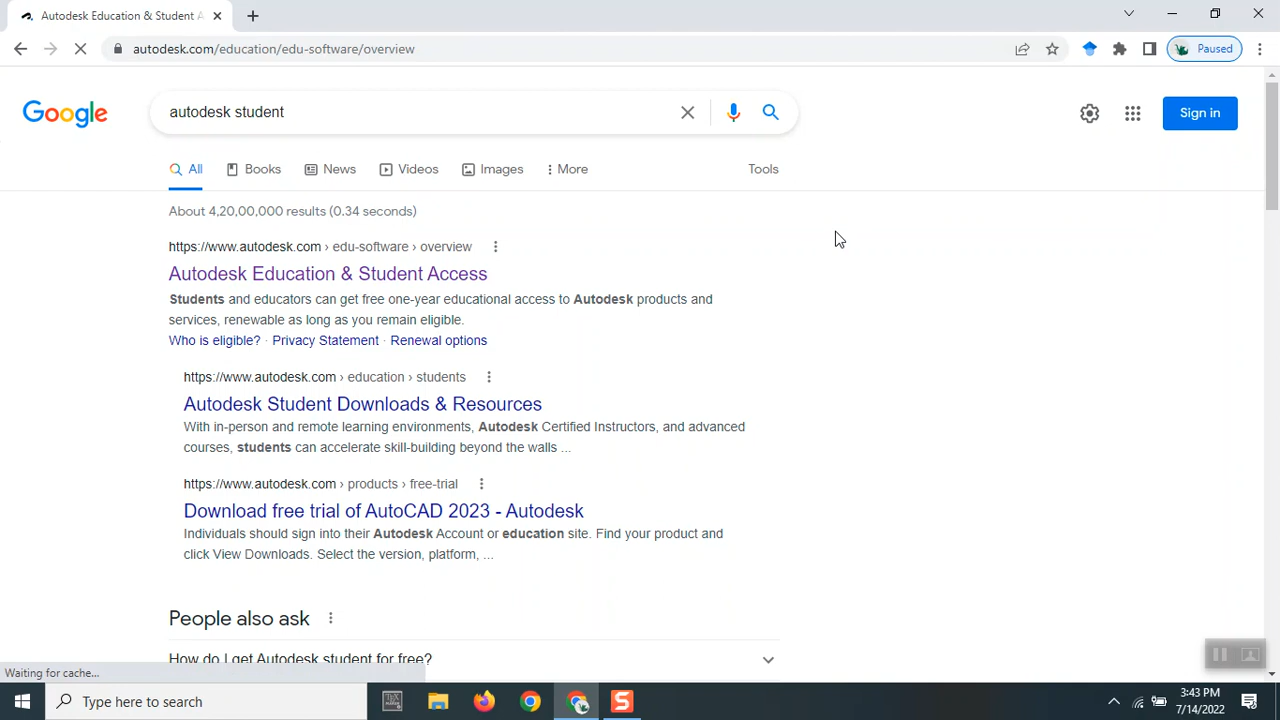 Autodesk Education & Student A
autodesk.com/education/edu-software/overview
Paused
Google
autodesk student
Sign in
All
Books
News
Videos
Images
More
Tools
About 4,20,00,000 results (0.34 seconds)
https://www.autodesk.com › edu-software › overview
Autodesk Education & Student Access
Students and educators can get free one-year educational access to Autodesk products and
services, renewable as long as you remain eligible.
Who is eligible? · Privacy Statement · Renewal options
https://www.autodesk.com › education › students
Autodesk Student Downloads & Resources
With in-person and remote learning environments, Autodesk Certified Instructors, and advanced
courses, students can accelerate skill-building beyond the walls ...
https://www.autodesk.com › products › free-trial
Download free trial of AutoCAD 2023 - Autodesk
Individuals should sign into their Autodesk Account or education site. Find your product and
click View Downloads. Select the version, platform, ...
People also ask
How do I get Autodesk student for free?
Waiting for cache...
Type here to search
3:43 PM
7/14/2022